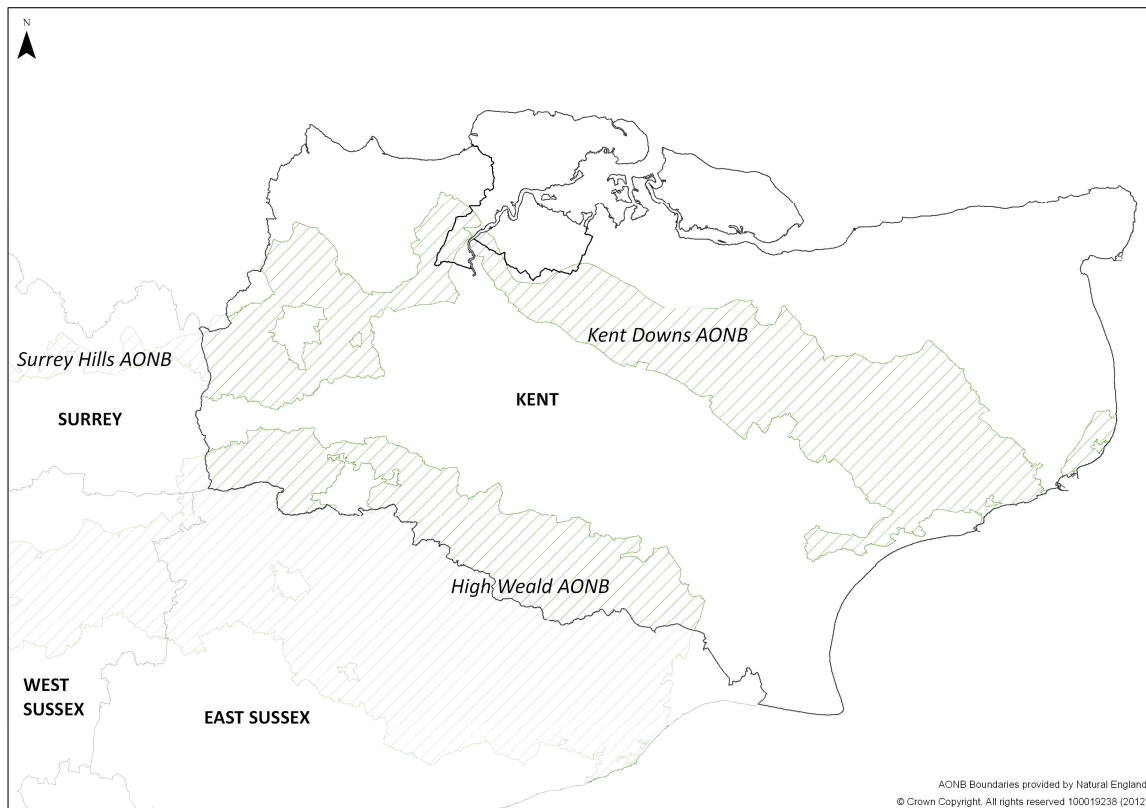 N
Kent Downs AONB
Surrey Hills AONB
KENT
SURREY
High Weald AONB
WEST
SUSSEX
EAST SUSSEX
AONB Boundaries provided by Natural England
© Crown Copyright. All rights reserved 100019238 (2012